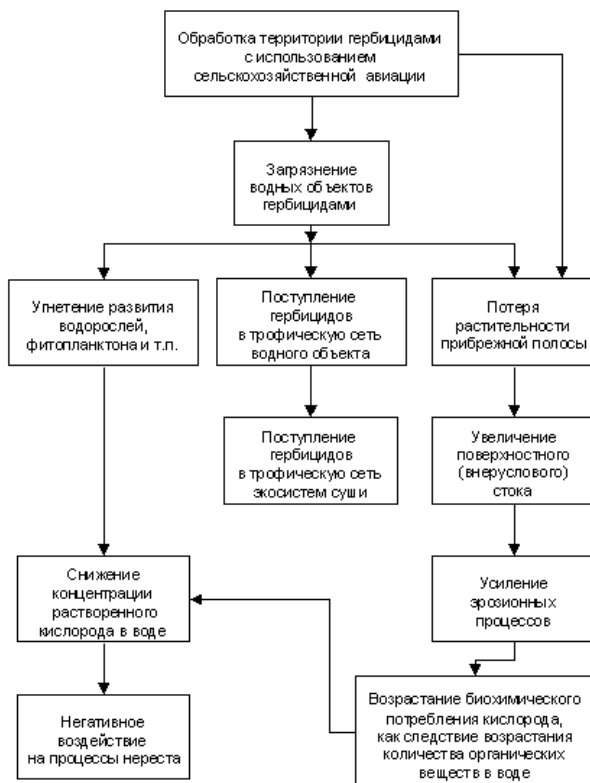 Обработка территории гербицидами
с использованием
сельскохозяйственной авиации
Загрязнение
водных объектов
гербицидами
Угнетение развития
водорослей,
фитопланктона и т.п.
Поступление
гербицидов
в трофическую сеть
водного объекта
Потеря
растительности
прибрежной полосы
Поступление
гербицидов
в трофическую сеть
экосистем суши
Увеличение
поверхностного
(внеруслового)
стока
Снижение
концентрации
растворенного
кислорода в воде
Усиление
эрозионных
процессов
Негативное
воздействие
на процессы нереста
Возрастание биохимического
потребления кислорода,
как следствие возрастания
количества органических
веществ в воде